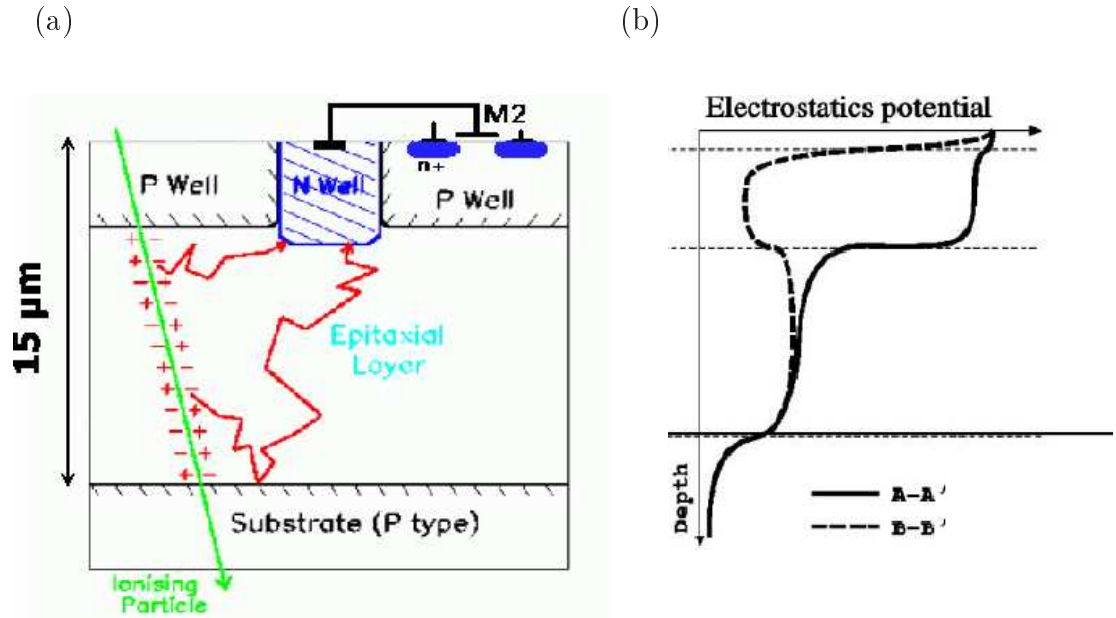 (a)
(b)
M2
n+
P Well
N Well
P Well
15 µm
Epitaxial
Layer
Substrate (P type)
Ionising
Particle
Electrostatics potential
Depth
A-A'
B-B'